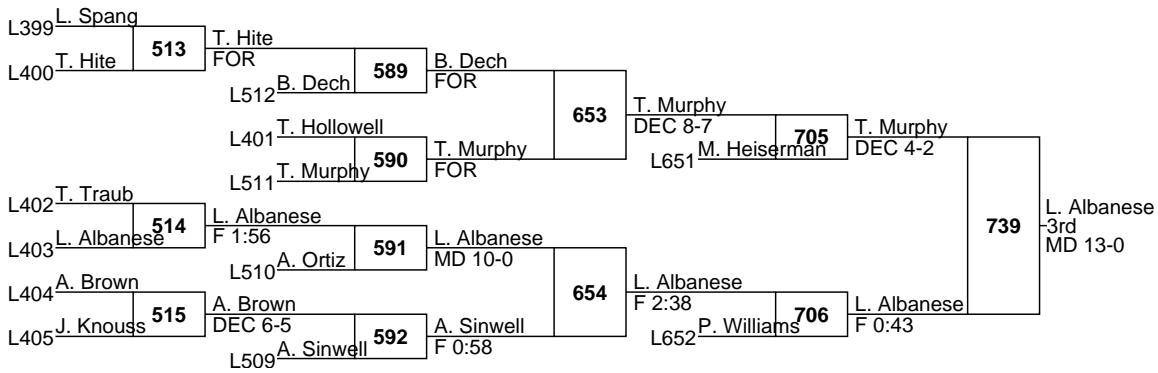 L399 L. Spang
513
L400 T. Hite
T. Hite
FOR
589
L512 B. Dech
B. Dech
FOR
653
L401 T. Hollowell
590
L511 T. Murphy
T. Murphy
FOR
T. Murphy
DEC 8-7
705
L651 M. Heiserman
T. Murphy
DEC 4-2
739
L402 T. Traub
514
L403 L. Albanese
L. Albanese
F 1:56
591
L510 A. Ortiz
L. Albanese
MD 10-0
654
L404 A. Brown
515
L405 J. Knouss
A. Brown
DEC 6-5
592
L509 A. Sinwell
A. Sinwell
F 0:58
L. Albanese
F 2:38
706
L652 P. Williams
L. Albanese
F 0:43
L. Albanese
3rd
MD 13-0